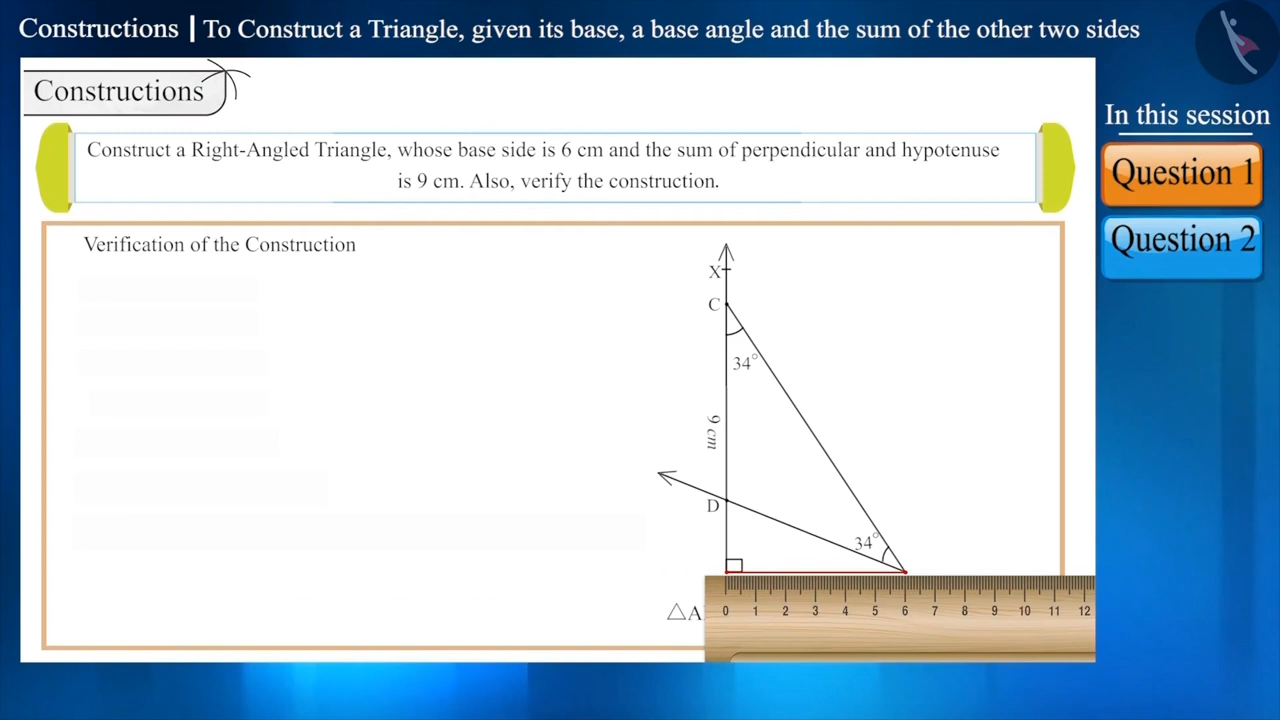 Constructions | To Construct a Triangle, given its base, a base angle and the sum of the other two sides
Constructions
In this session
Question 1
Question 2
Construct a Right-Angled Triangle, whose base side is 6 cm and the sum of perpendicular and hypotenuse
is 9 cm. Also, verify the construction.
Verification of the Construction
X
C
34°
9 cm
D
34°
△A
0 1 2 3 4 5 6 7 8 9 10 11 12